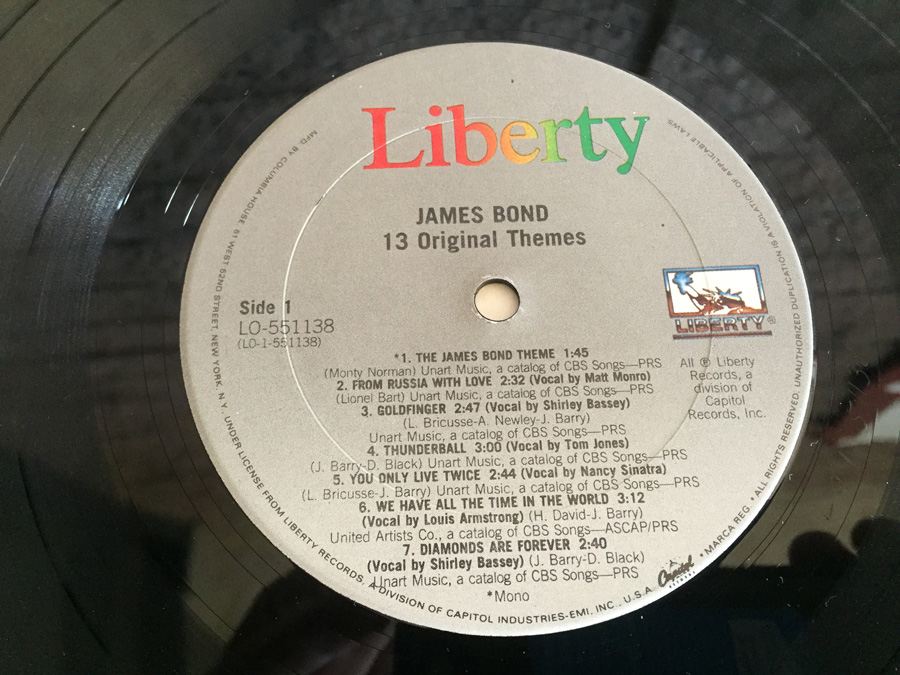 Liberty
JAMES BOND
13 Original Themes
Side 1
LO-551138
(LO-1-551138)
LIBERTY®
All ℗ Liberty
Records, a
division of
Capitol
Records, Inc.
*1. THE JAMES BOND THEME 1:45
(Monty Norman) Unart Music, a catalog of CBS Songs—PRS
2. FROM RUSSIA WITH LOVE 2:32 (Vocal by Matt Monro)
(Lionel Bart) Unart Music, a catalog of CBS Songs—PRS
3. GOLDFINGER 2:47 (Vocal by Shirley Bassey)
(L. Bricusse-A. Newley-J. Barry)
Unart Music, a catalog of CBS Songs—PRS
4. THUNDERBALL 3:00 (Vocal by Tom Jones)
(J. Barry-D. Black) Unart Music, a catalog of CBS Songs—PRS
5. YOU ONLY LIVE TWICE 2:44 (Vocal by Nancy Sinatra)
(L. Bricusse-J. Barry) Unart Music, a catalog of CBS Songs—PRS
6. WE HAVE ALL THE TIME IN THE WORLD 3:12
(Vocal by Louis Armstrong) (H. David-J. Barry)
United Artists Co., a catalog of CBS Songs—ASCAP/PRS
7. DIAMONDS ARE FOREVER 2:40
(Vocal by Shirley Bassey) (J. Barry-D. Black)
Unart Music, a catalog of CBS Songs—PRS
*Mono
Capitol
RECORDS
MFD. BY COLUMBIA HOUSE 51 WEST 52ND STREET, NEW YORK, N.Y. UNDER LICENSE FROM LIBERTY RECORDS, A DIVISION OF CAPITOL INDUSTRIES-EMI, INC., U.S.A. • MARCA REG. • ALL RIGHTS RESERVED. UNAUTHORIZED DUPLICATION IS A VIOLATION OF APPLICABLE LAWS.